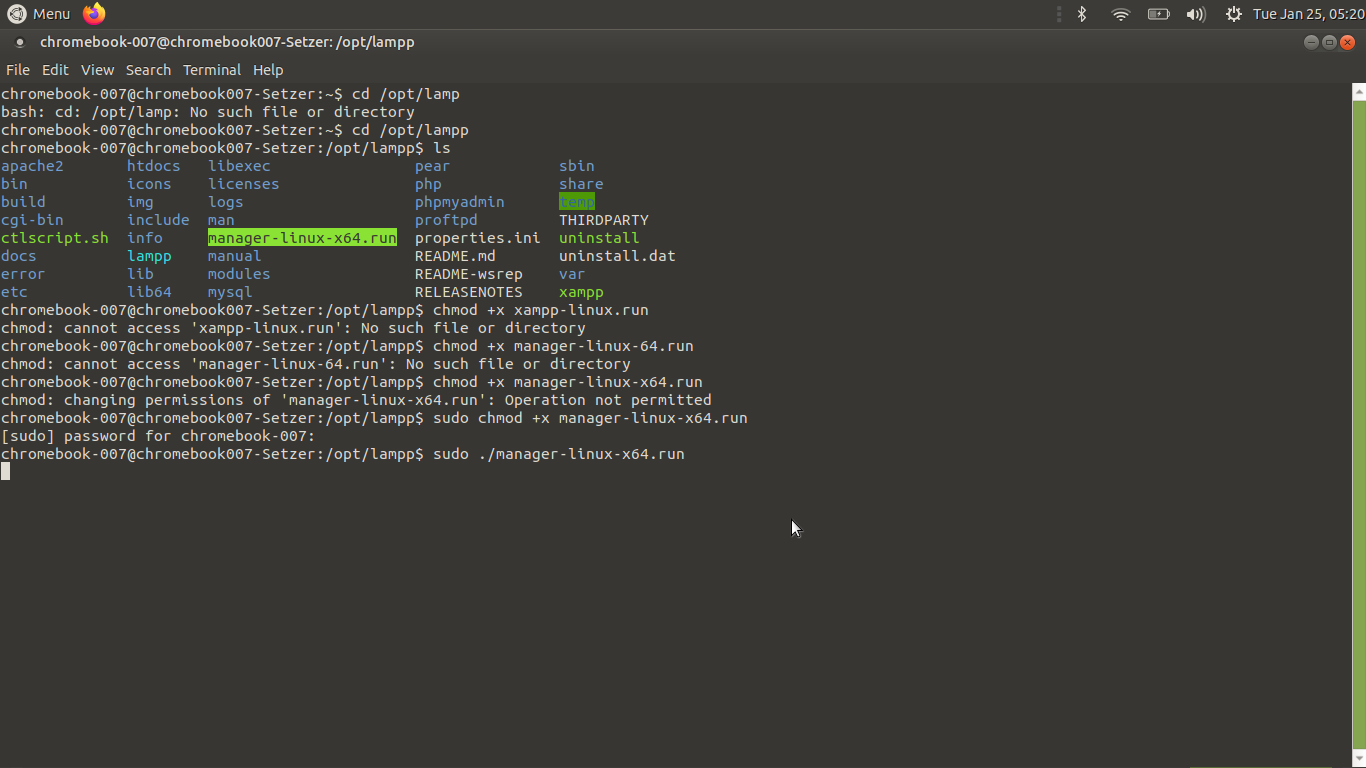 Menu
Tue Jan 25, 05:20
chromebook-007@chromebook007-Setzer: /opt/lampp
File Edit View Search Terminal Help
chromebook-007@chromebook007-Setzer:~$ cd /opt/lamp
bash: cd: /opt/lamp: No such file or directory
chromebook-007@chromebook007-Setzer:~$ cd /opt/lampp
chromebook-007@chromebook007-Setzer:/opt/lampp$ ls
apache2 htdocs libexec pear sbin
bin icons licenses php share
build img logs phpmyadmin temp
cgi-bin include man proftpd THIRDPARTY
ctlscript.sh info manager-linux-x64.run properties.ini uninstall
docs lampp manual README.md uninstall.dat
error lib modules README-wsrep var
etc lib64 mysql RELEASENOTES xampp
chromebook-007@chromebook007-Setzer:/opt/lampp$ chmod +x xampp-linux.run
chmod: cannot access 'xampp-linux.run': No such file or directory
chromebook-007@chromebook007-Setzer:/opt/lampp$ chmod +x manager-linux-64.run
chmod: cannot access 'manager-linux-64.run': No such file or directory
chromebook-007@chromebook007-Setzer:/opt/lampp$ chmod +x manager-linux-x64.run
chmod: changing permissions of 'manager-linux-x64.run': Operation not permitted
chromebook-007@chromebook007-Setzer:/opt/lampp$ sudo chmod +x manager-linux-x64.run
[sudo] password for chromebook-007:
chromebook-007@chromebook007-Setzer:/opt/lampp$ sudo ./manager-linux-x64.run